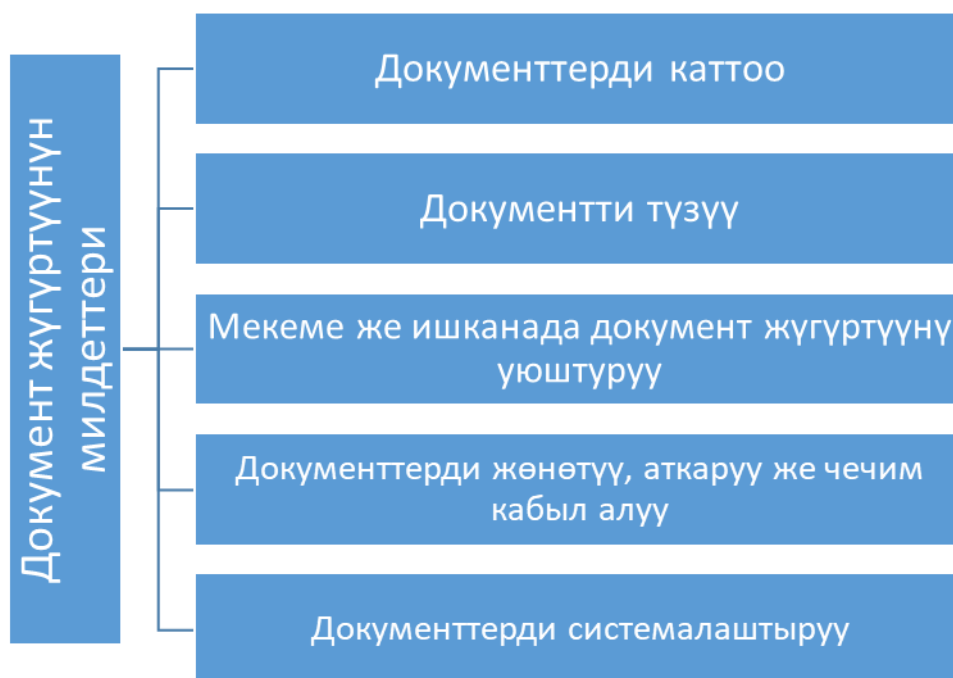 Документ жүгүртүүнүн
милдеттери
Документтерди каттоо
Документти түзүү
Мекеме же ишканада документ жүгүртүүнү
уюштуруу
Документтерди жөнөтүү, аткаруу же чечим
кабыл алуу
Документтерди системалаштыруу